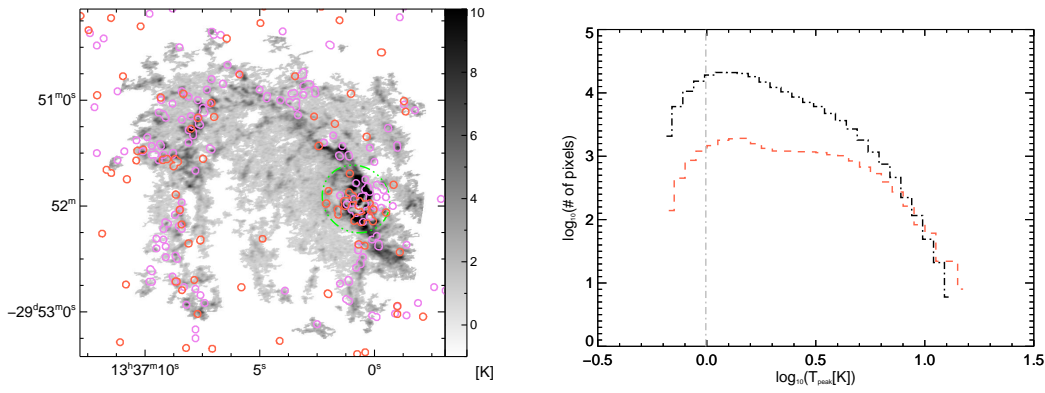 10
8
6
4
2
0
[K]
51ᵐ0ˢ
52ᵐ
−29ᵈ53ᵐ0ˢ
13ʰ37ᵐ10ˢ
5ˢ
0ˢ
5
4
3
2
1
0
log₁₀(# of pixels)
−0.5
0.0
0.5
1.0
1.5
log₁₀(Tₚₑₐₖ[K])